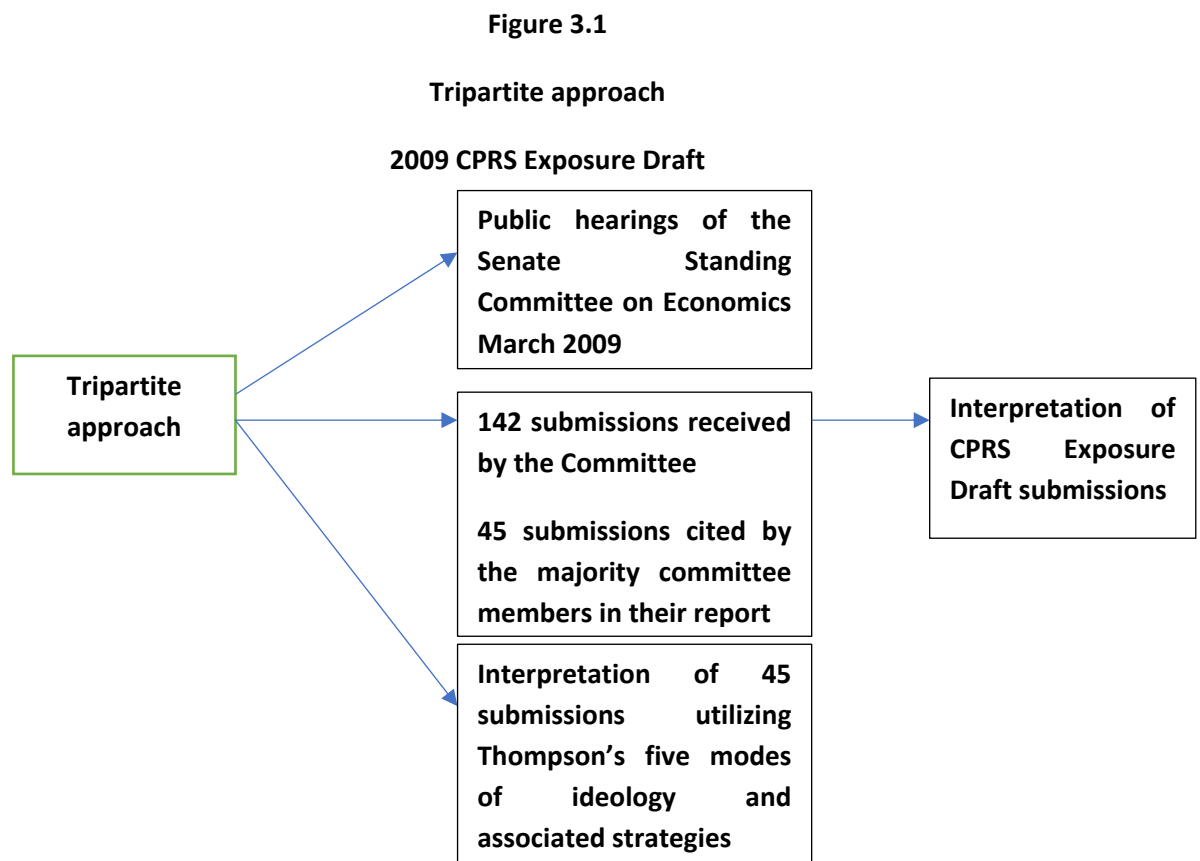 Figure 3.1
Tripartite approach
2009 CPRS Exposure Draft
Public hearings of the
Senate Standing
Committee on Economics
March 2009
Tripartite
approach
142 submissions received
by the Committee
45 submissions cited by
the majority committee
members in their report
Interpretation of
CPRS Exposure
Draft submissions
Interpretation of 45
submissions utilizing
Thompson’s five modes
of ideology and
associated strategies